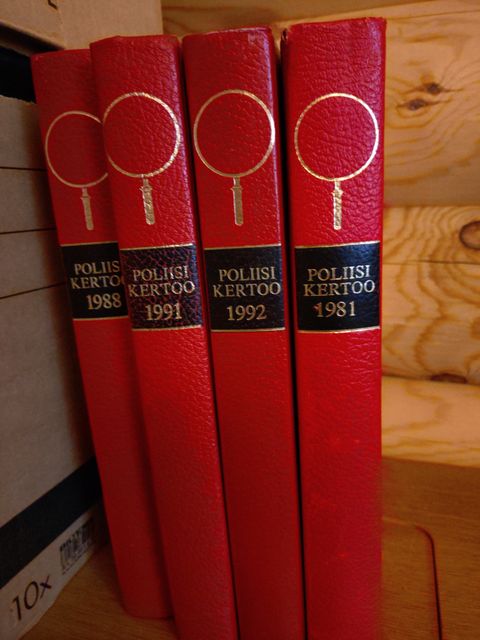 POLIISI
KERTOO
1988
POLIISI
KERTOO
1991
POLIISI
KERTOO
1992
POLIISI
KERTOO
1981
10x